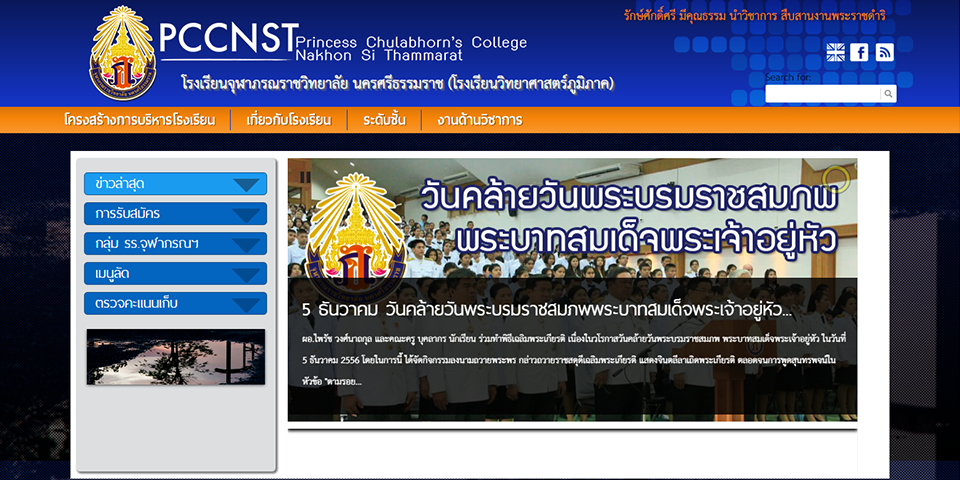 รักษ์ศักดิ์ศรี มีคุณธรรม นำวิชาการ สืบสานงานพระราชดำริ
PCCNST
Princess Chulabhorn's College
Nakhon Si Thammarat
โรงเรียนจุฬาภรณราชวิทยาลัย นครศรีธรรมราช (โรงเรียนวิทยาศาสตร์ภูมิภาค)
Search for:
โครงสร้างการบริหารโรงเรียน เกี่ยวกับโรงเรียน ระดับชั้น งานด้านวิชาการ
ข่าวล่าสุด
การรับสมัคร
กลุ่ม รร.จุฬาภรณฯ
เมนูลัด
ตรวจคะแนนเก็บ
วันคล้ายวันพระบรมราชสมภพ
พระบาทสมเด็จพระเจ้าอยู่หัว
5 ธันวาคม วันคล้ายวันพระบรมราชสมภพพระบาทสมเด็จพระเจ้าอยู่หัว...
ผอ.ไพรัช วงศ์นาถกุล และคณะครู บุคลากร นักเรียน ร่วมทำพิธีเฉลิมพระเกียรติ เนื่องในวโรกาสวันคล้ายวันพระบรมราชสมภพ พระบาทสมเด็จพระเจ้าอยู่หัว ในวันที่
5 ธันวาคม 2556 โดยในการนี้ ได้จัดกิจกรรมลงนามถวายพระพร กล่าวถวายราชสดุดีเฉลิมพระเกียรติ แสดงจินตลีลาเทิดพระเกียรติ ตลอดจนการพูดสุนทรพจน์ใน
หัวข้อ "ตามรอย...